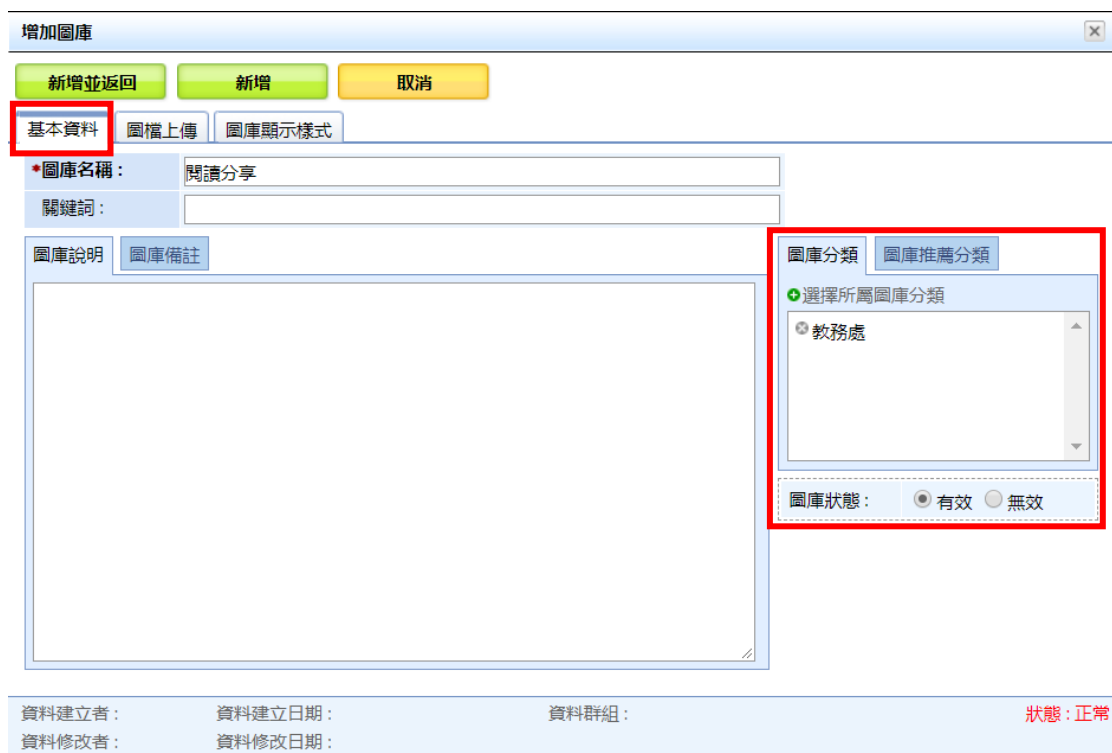 增加圖庫
新增並返回 新增 取消
基本資料 圖檔上傳 圖庫顯示樣式
*圖庫名稱： 閱讀分享
關鍵詞：
圖庫說明 圖庫備註 圖庫分類 圖庫推薦分類
選擇所屬圖庫分類
教務處
圖庫狀態： 有效 無效
資料建立者： 資料建立日期： 資料群組： 狀態：正常
資料修改者： 資料修改日期：